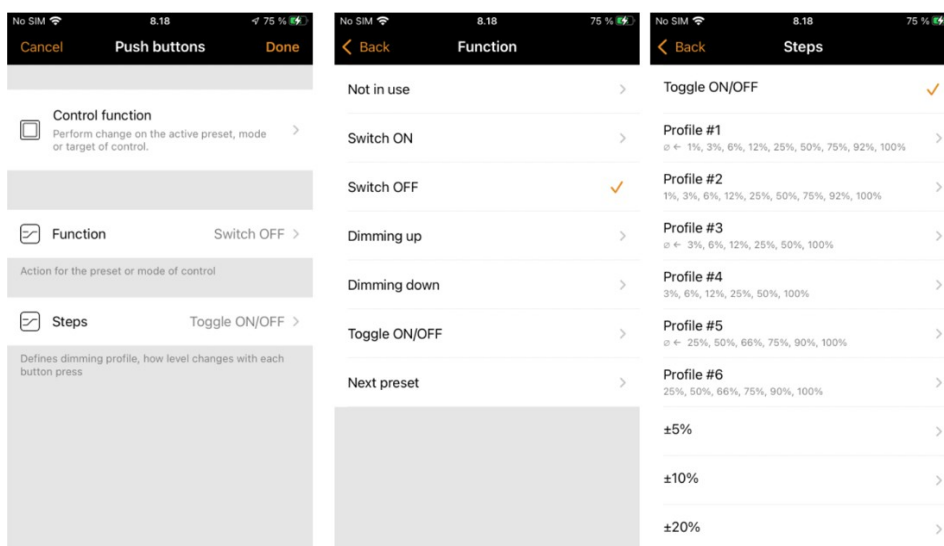 No SIM 8.18 75 %
Cancel Push buttons Done
Control function
Perform change on the active preset, mode
or target of control.
Function Switch OFF
Action for the preset or mode of control
Steps Toggle ON/OFF
Defines dimming profile, how level changes with each
button press
No SIM 8.18 75 %
Back Function
Not in use
Switch ON
Switch OFF
Dimming up
Dimming down
Toggle ON/OFF
Next preset
No SIM 8.18 75 %
Back Steps
Toggle ON/OFF
Profile #1
⌀ ← 1%, 3%, 6%, 12%, 25%, 50%, 75%, 92%, 100%
Profile #2
1%, 3%, 6%, 12%, 25%, 50%, 75%, 92%, 100%
Profile #3
⌀ ← 3%, 6%, 12%, 25%, 50%, 100%
Profile #4
3%, 6%, 12%, 25%, 50%, 100%
Profile #5
⌀ ← 25%, 50%, 66%, 75%, 90%, 100%
Profile #6
25%, 50%, 66%, 75%, 90%, 100%
±5%
±10%
±20%